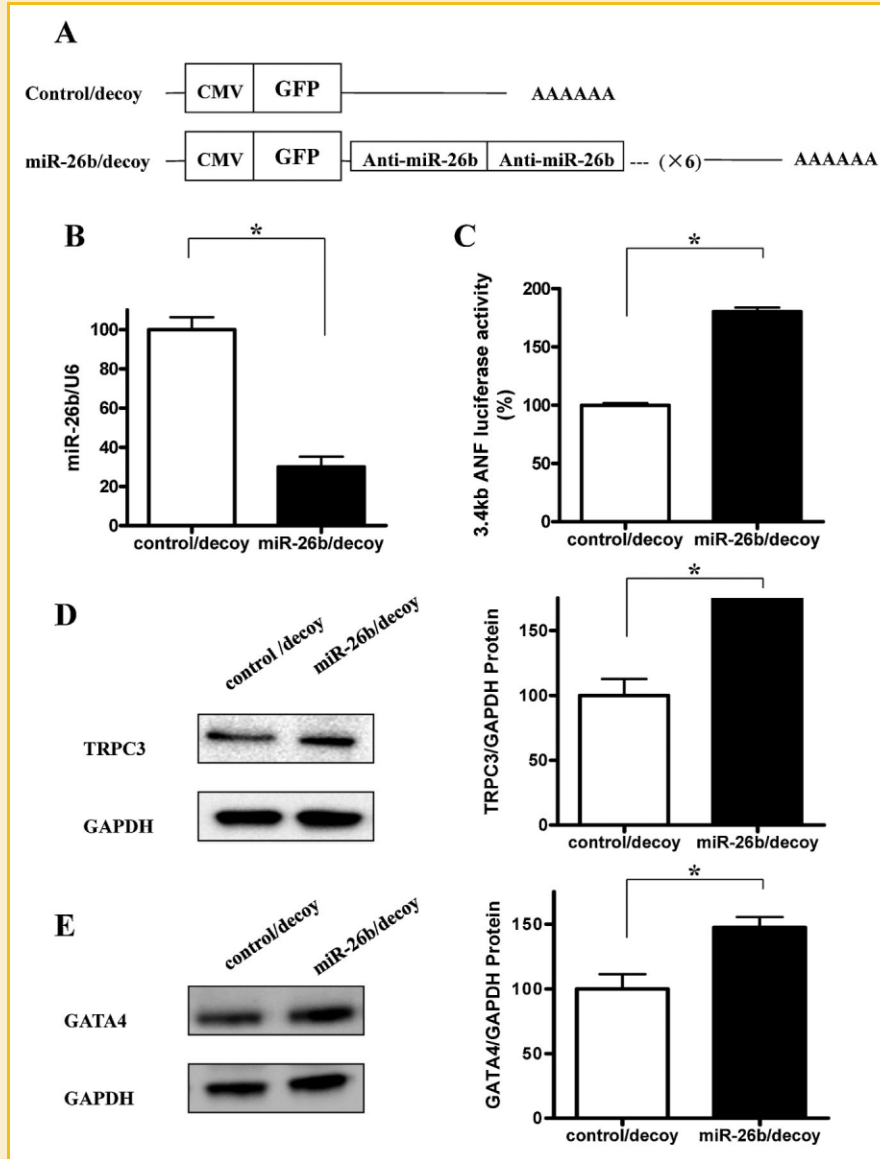 A
Control/decoy CMV GFP AAAAAA
miR-26b/decoy CMV GFP Anti-miR-26b Anti-miR-26b --- (×6) AAAAAA
B
*
miR-26b/U6
100
80
60
40
20
0
control/decoy miR-26b/decoy
C
*
3.4kb ANF luciferase activity
(%)
200
150
100
50
0
control/decoy miR-26b/decoy
D
control /decoy miR-26b/decoy
TRPC3
GAPDH
*
TRPC3/GAPDH Protein
150
100
50
0
control/decoy miR-26b/decoy
E
control/decoy miR-26b/decoy
GATA4
GAPDH
*
GATA4/GAPDH Protein
150
100
50
0
control/decoy miR-26b/decoy